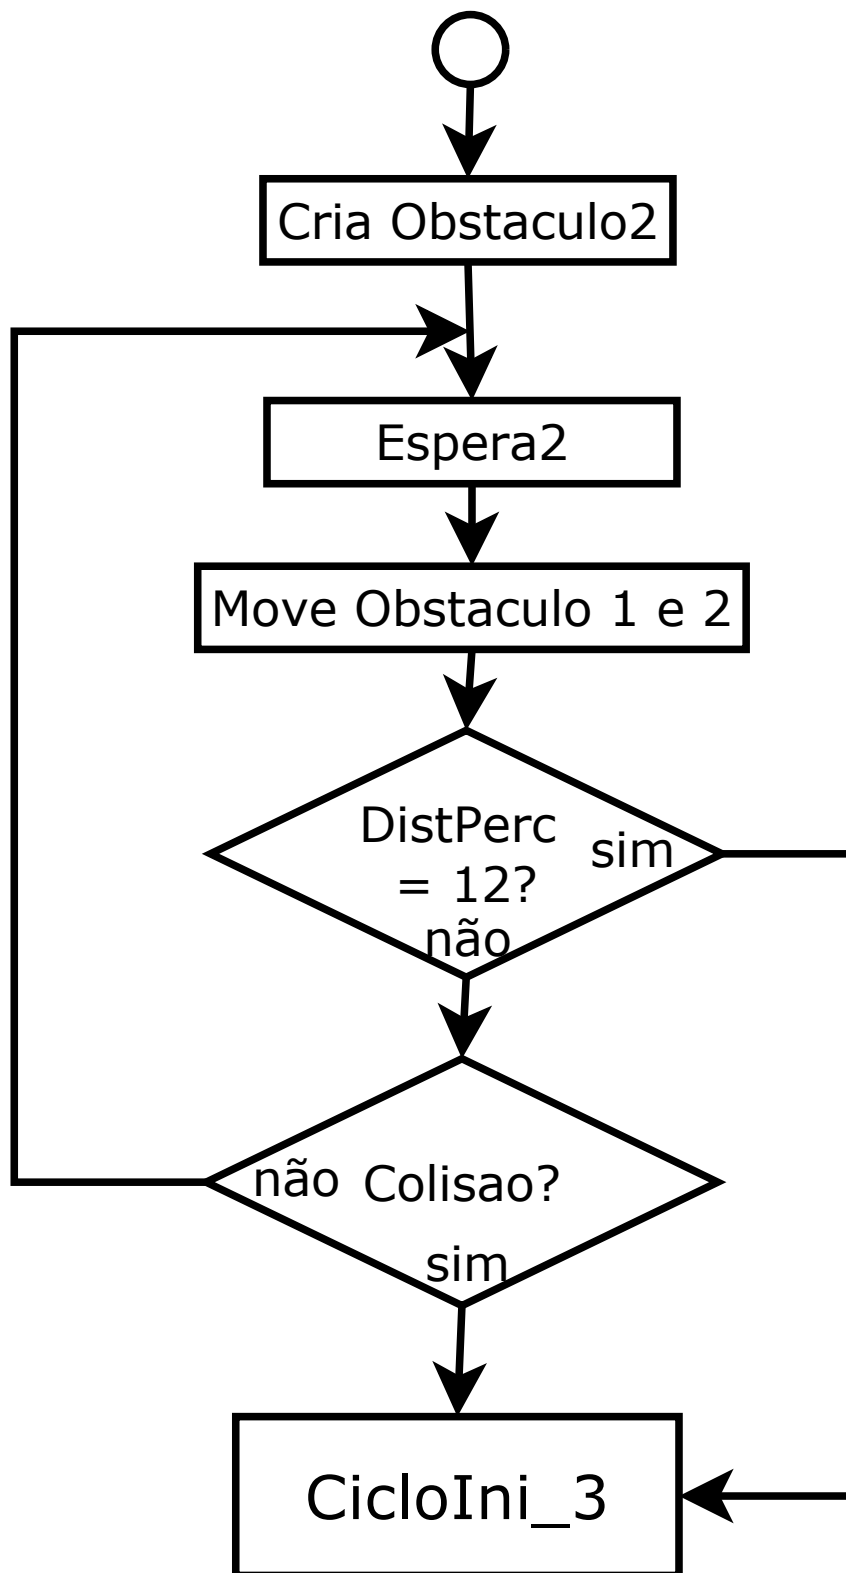 Cria Obstaculo2
Espera2
Move Obstaculo 1 e 2
DistPerc
= 12?
sim
não
não
Colisao?
sim
CicloIni_3